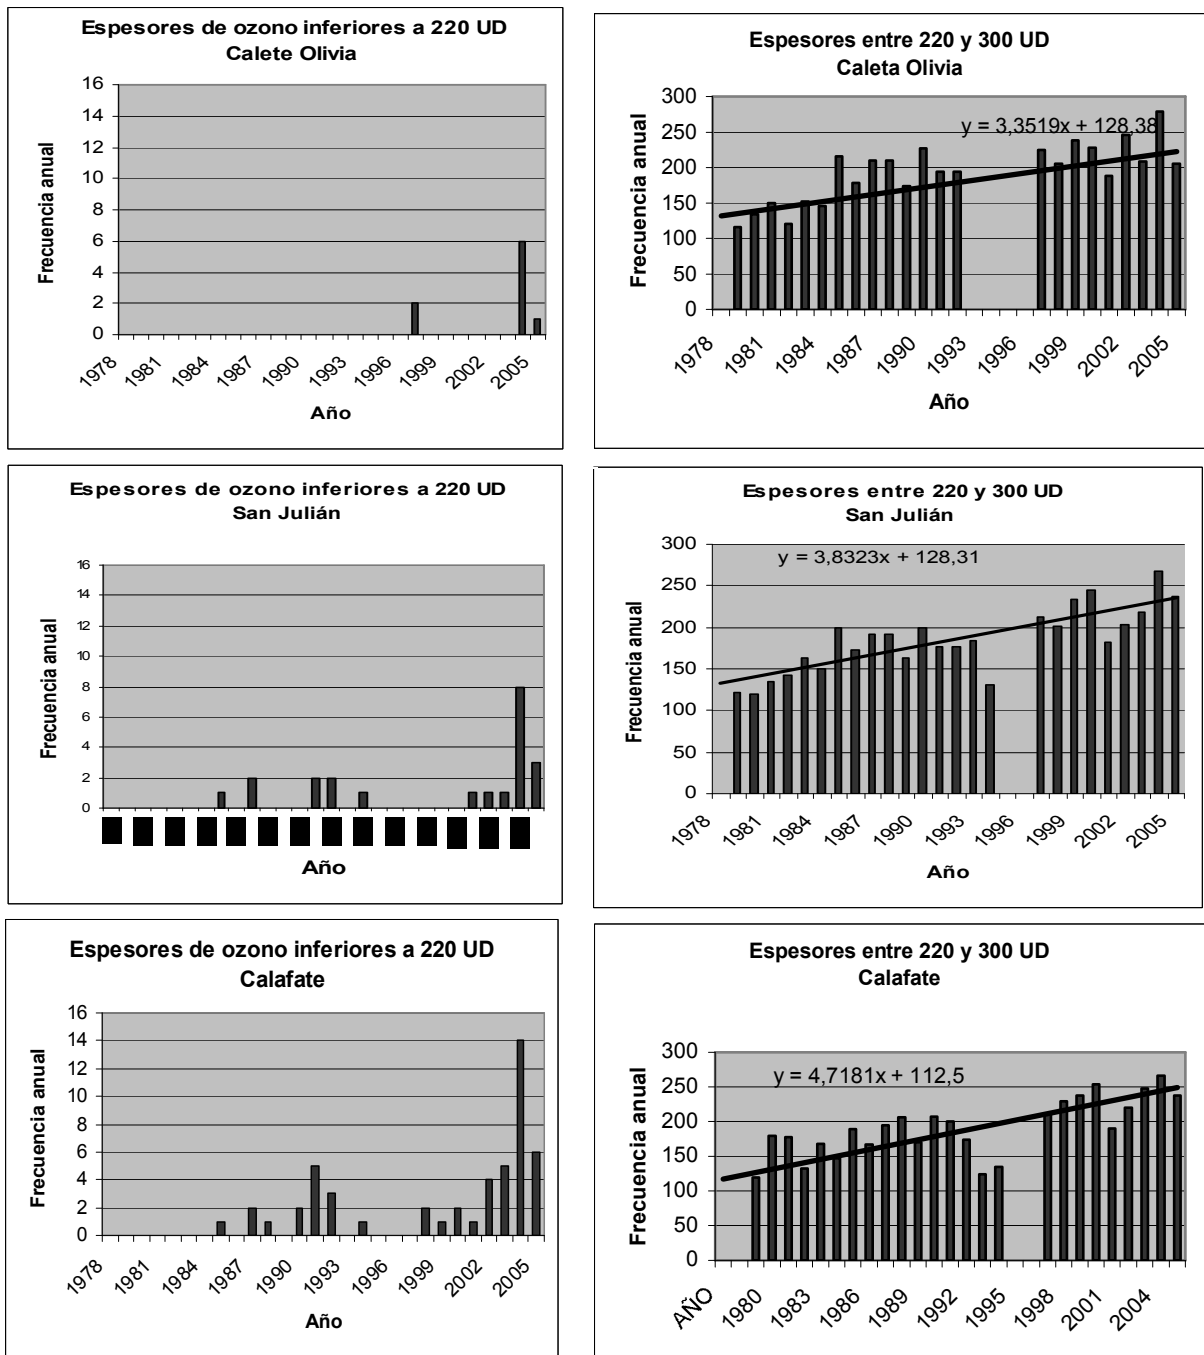 Espesores de ozono inferiores a 220 UD
Calete Olivia
16
14
12
10
8
6
4
2
0
Frecuencia anual
1978 1981 1984 1987 1990 1993 1996 1999 2002 2005
Año
Espesores entre 220 y 300 UD
Caleta Olivia
y = 3,3519x + 128,38
300
250
200
150
100
50
0
Frecuencia anual
1978 1981 1984 1987 1990 1993 1996 1999 2002 2005
Año
Espesores de ozono inferiores a 220 UD
San Julián
16
14
12
10
8
6
4
2
0
Frecuencia anual
Año
Espesores entre 220 y 300 UD
San Julián
y = 3,8323x + 128,31
300
250
200
150
100
50
0
Frecuencia anual
1978 1981 1984 1987 1990 1993 1996 1999 2002 2005
Año
Espesores de ozono inferiores a 220 UD
Calafate
16
14
12
10
8
6
4
2
0
Frecuencia anual
1978 1981 1984 1987 1990 1993 1996 1999 2002 2005
Año
Espesores entre 220 y 300 UD
Calafate
y = 4,7181x + 112,5
300
250
200
150
100
50
0
Frecuencia anual
AÑO 1980 1983 1986 1989 1992 1995 1998 2001 2004
Año